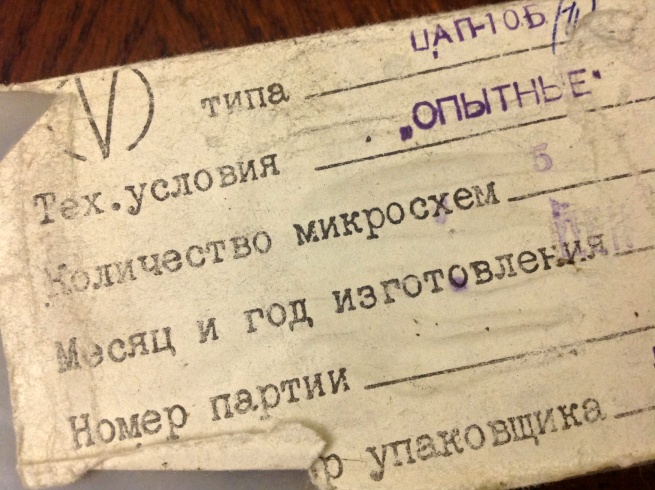 (V) типа ЦАП-10Б
Тех.условия „ОПЫТНЫЕ"
Количество микросхем 5
Месяц и год изготовления
Номер партии
упаковщика